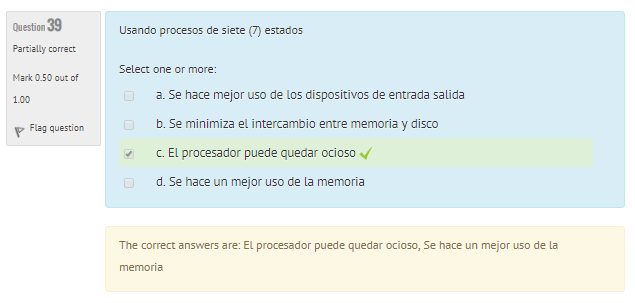 Question 39
Partially correct
Mark 0.50 out of
1.00
Flag question
Usando procesos de siete (7) estados
Select one or more:
a. Se hace mejor uso de los dispositivos de entrada salida
b. Se minimiza el intercambio entre memoria y disco
c. El procesador puede quedar ocioso
d. Se hace un mejor uso de la memoria
The correct answers are: El procesador puede quedar ocioso, Se hace un mejor uso de la
memoria